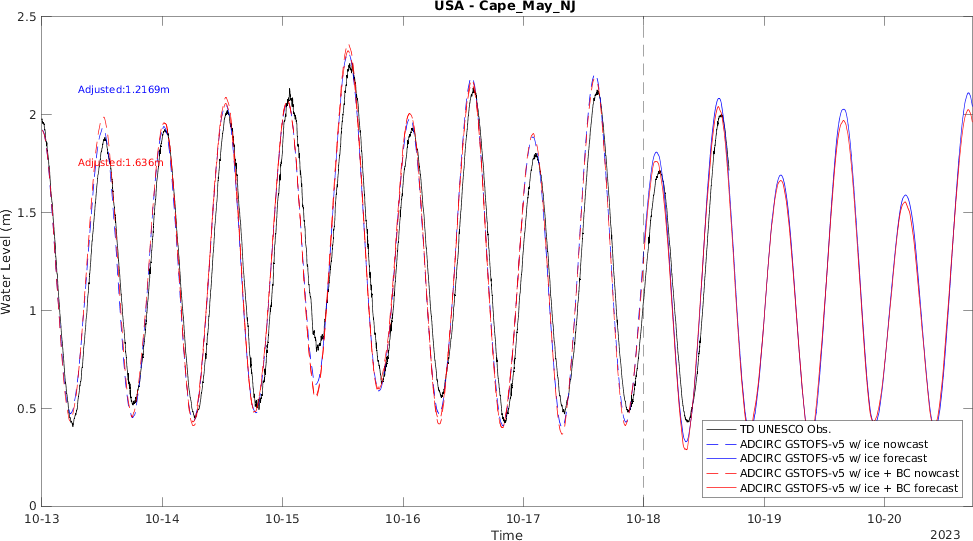 USA - Cape_May_NJ
2.5
Adjusted:1.2169m
2
Adjusted:1.636m
1.5
Water Level (m)
1
0.5
TD UNESCO Obs.
ADCIRC GSTOFS-v5 w/ ice nowcast
ADCIRC GSTOFS-v5 w/ ice forecast
ADCIRC GSTOFS-v5 w/ ice + BC nowcast
ADCIRC GSTOFS-v5 w/ ice + BC forecast
0
10-13 10-14 10-15 10-16 10-17 10-18 10-19 10-20
Time
2023